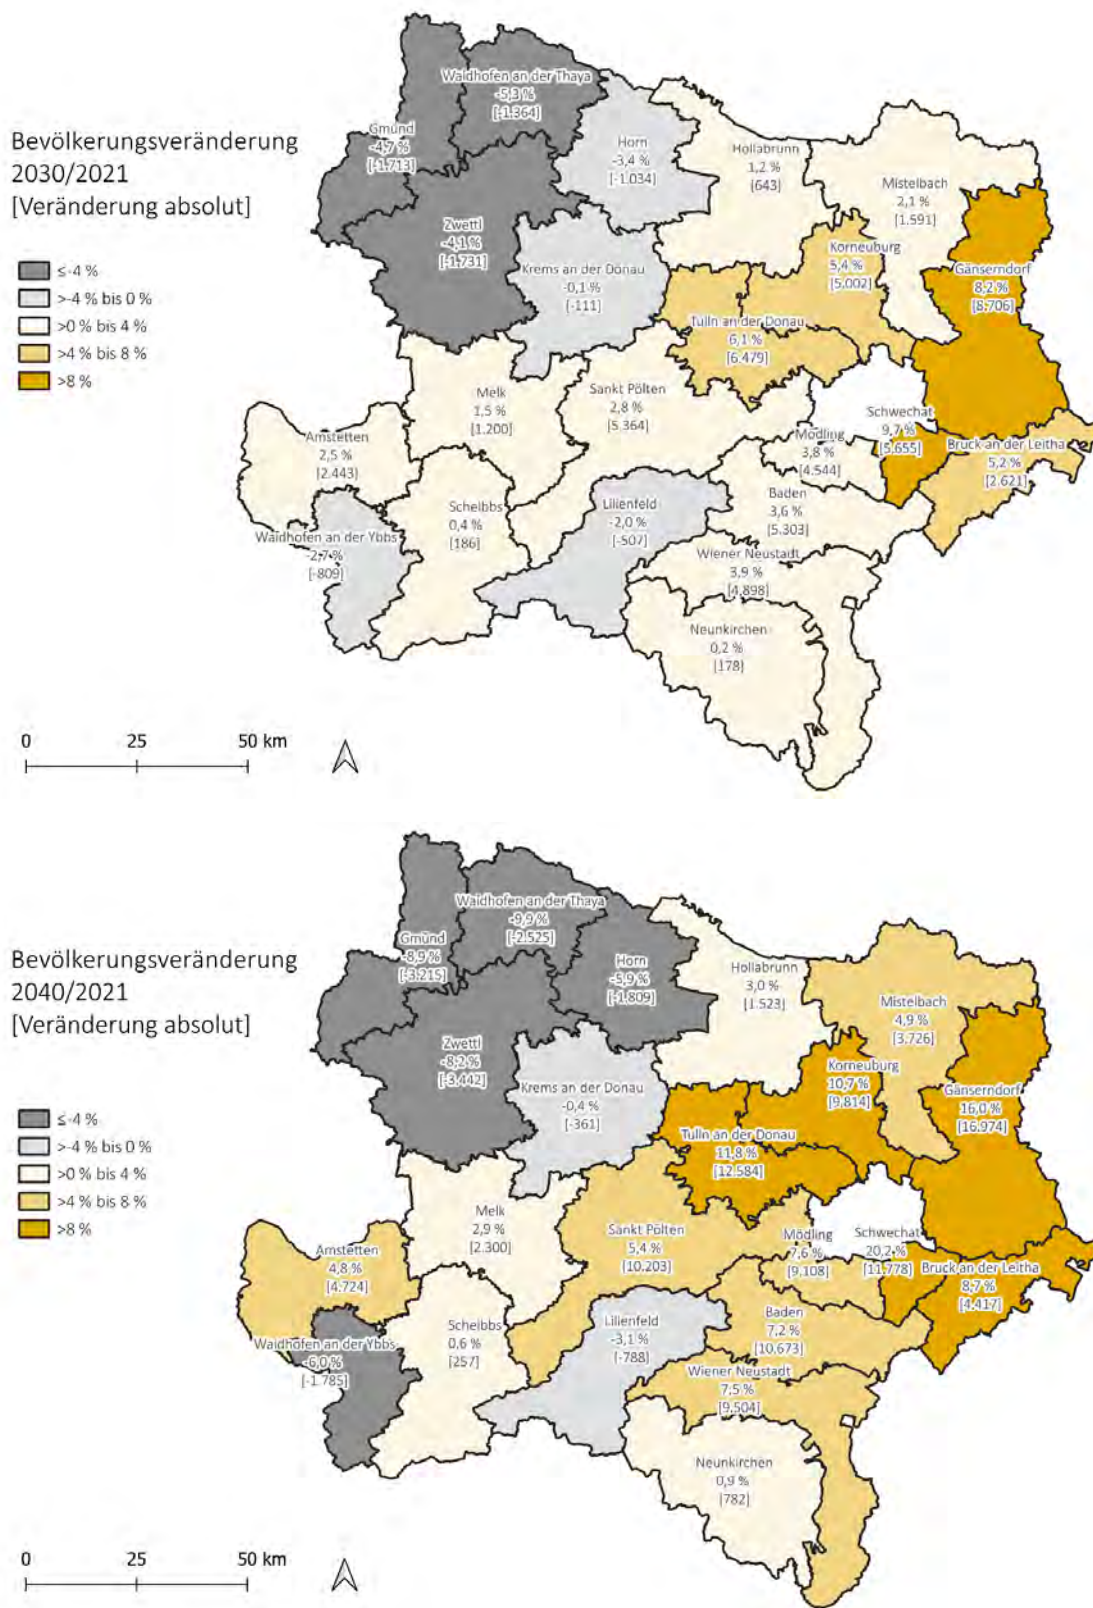 Bevölkerungsveränderung
2030/2021
[Veränderung absolut]
≤-4 %
>-4 % bis 0 %
>0 % bis 4 %
>4 % bis 8 %
>8 %
Waidhofen an der Thaya
-5,3 %
[-1.364]
Gmünd
-4,7 %
[-1.713]
Horn
-3,4 %
[-1.034]
Hollabrunn
1,2 %
[643]
Mistelbach
2,1 %
[1.591]
Zwettl
-4,1 %
[-1.731]
Krems an der Donau
-0,1 %
[-111]
Korneuburg
5,4 %
[5.002]
Gänserndorf
8,2 %
[8.706]
Tulln an der Donau
6,1 %
[6.479]
Melk
1,5 %
[1.200]
Sankt Pölten
2,8 %
[5.364]
Schwechat
9,7 %
[5.655]
Amstetten
2,5 %
[2.443]
Mödling
3,8 %
[4.544]
Bruck an der Leitha
5,2 %
[2.621]
Scheibbs
0,4 %
[186]
Lilienfeld
-2,0 %
[-507]
Baden
3,6 %
[5.303]
Waidhofen an der Ybbs
-2,7 %
[-809]
Wiener Neustadt
3,9 %
[4.898]
Neunkirchen
0,2 %
[178]
0 25 50 km
Bevölkerungsveränderung
2040/2021
[Veränderung absolut]
≤-4 %
>-4 % bis 0 %
>0 % bis 4 %
>4 % bis 8 %
>8 %
Waidhofen an der Thaya
-9,9 %
[-2.525]
Gmünd
-8,9 %
[-3.215]
Horn
-5,9 %
[-1.809]
Hollabrunn
3,0 %
[1.523]
Mistelbach
4,9 %
[3.726]
Zwettl
-8,2 %
[-3.442]
Krems an der Donau
-0,4 %
[-361]
Korneuburg
10,7 %
[9.814]
Gänserndorf
16,0 %
[16.974]
Tulln an der Donau
11,8 %
[12.584]
Melk
2,9 %
[2.300]
Sankt Pölten
5,4 %
[10.203]
Mödling
7,6 %
[9.108]
Schwechat
20,2 %
[11.778]
Amstetten
4,8 %
[4.724]
Bruck an der Leitha
8,7 %
[4.417]
Scheibbs
0,6 %
[257]
Lilienfeld
-3,1 %
[-788]
Baden
7,2 %
[10.673]
Waidhofen an der Ybbs
-6,0 %
[-1.785]
Wiener Neustadt
7,5 %
[9.504]
Neunkirchen
0,9 %
[782]
0 25 50 km